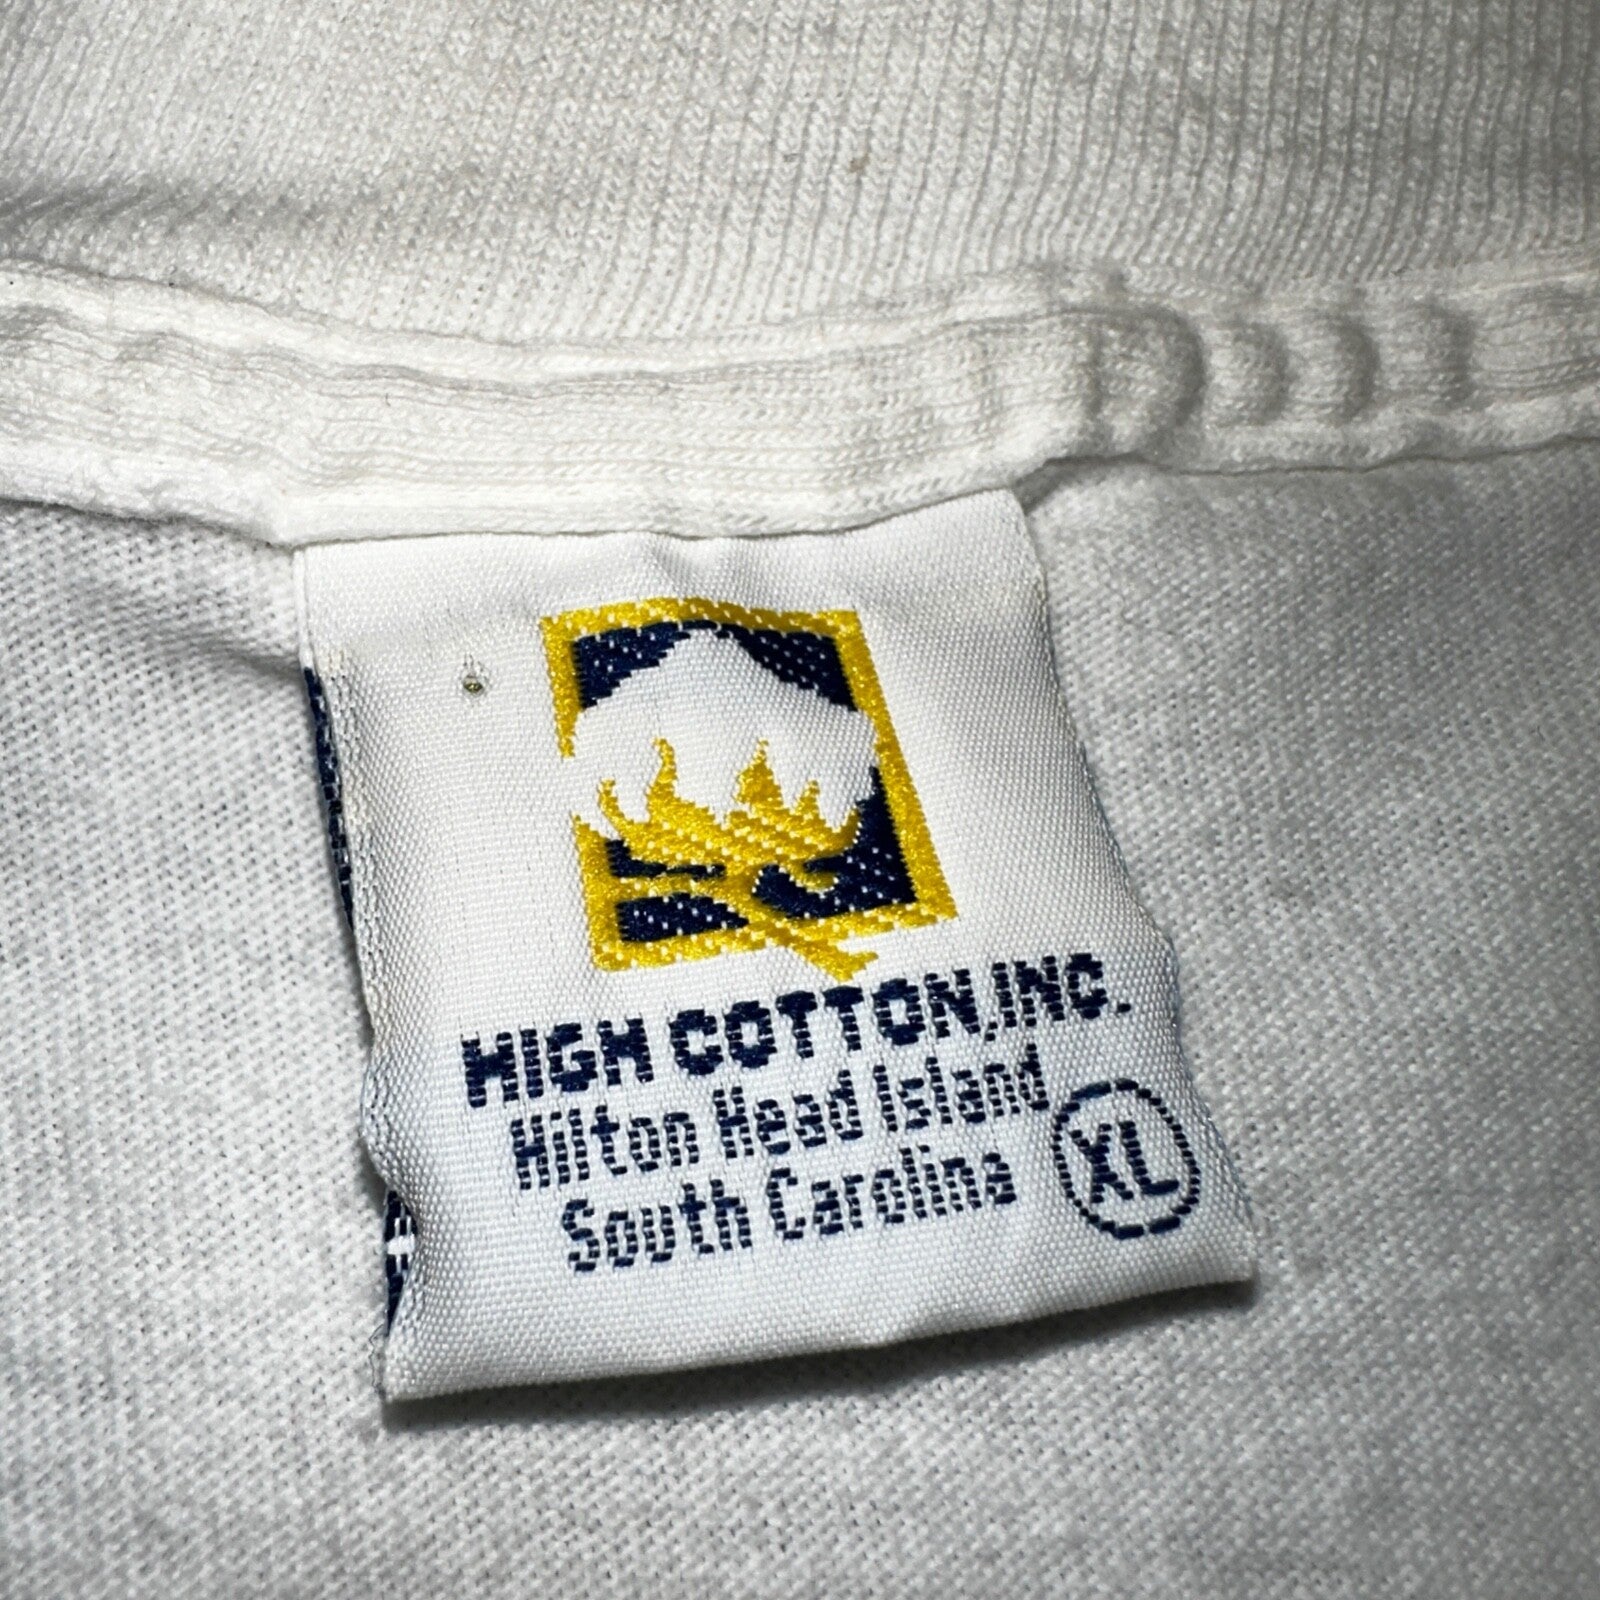 HIGH COTTON, INC.
Hilton Head Island
South Carolina
XL